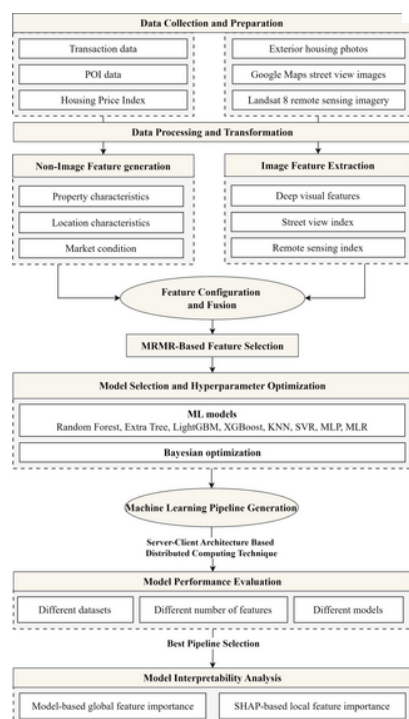 Data Collection and Preparation
Transaction data
Exterior housing photos
POI data
Google Maps street view images
Housing Price Index
Landsat 8 remote sensing imagery
Data Processing and Transformation
Non-Image Feature generation
Image Feature Extraction
Property characteristics
Deep visual features
Location characteristics
Street view index
Market condition
Remote sensing index
Feature Configuration
and Fusion
MRMR-Based Feature Selection
Model Selection and Hyperparameter Optimization
ML models
Random Forest, Extra Tree, LightGBM, XGBoost, KNN, SVR, MLP, MLR
Bayesian optimization
Machine Learning Pipeline Generation
Server-Client Architecture Based
Distributed Computing Technique
Model Performance Evaluation
Different datasets
Different number of features
Different models
Best Pipeline Selection
Model Interpretability Analysis
Model-based global feature importance
SHAP-based local feature importance